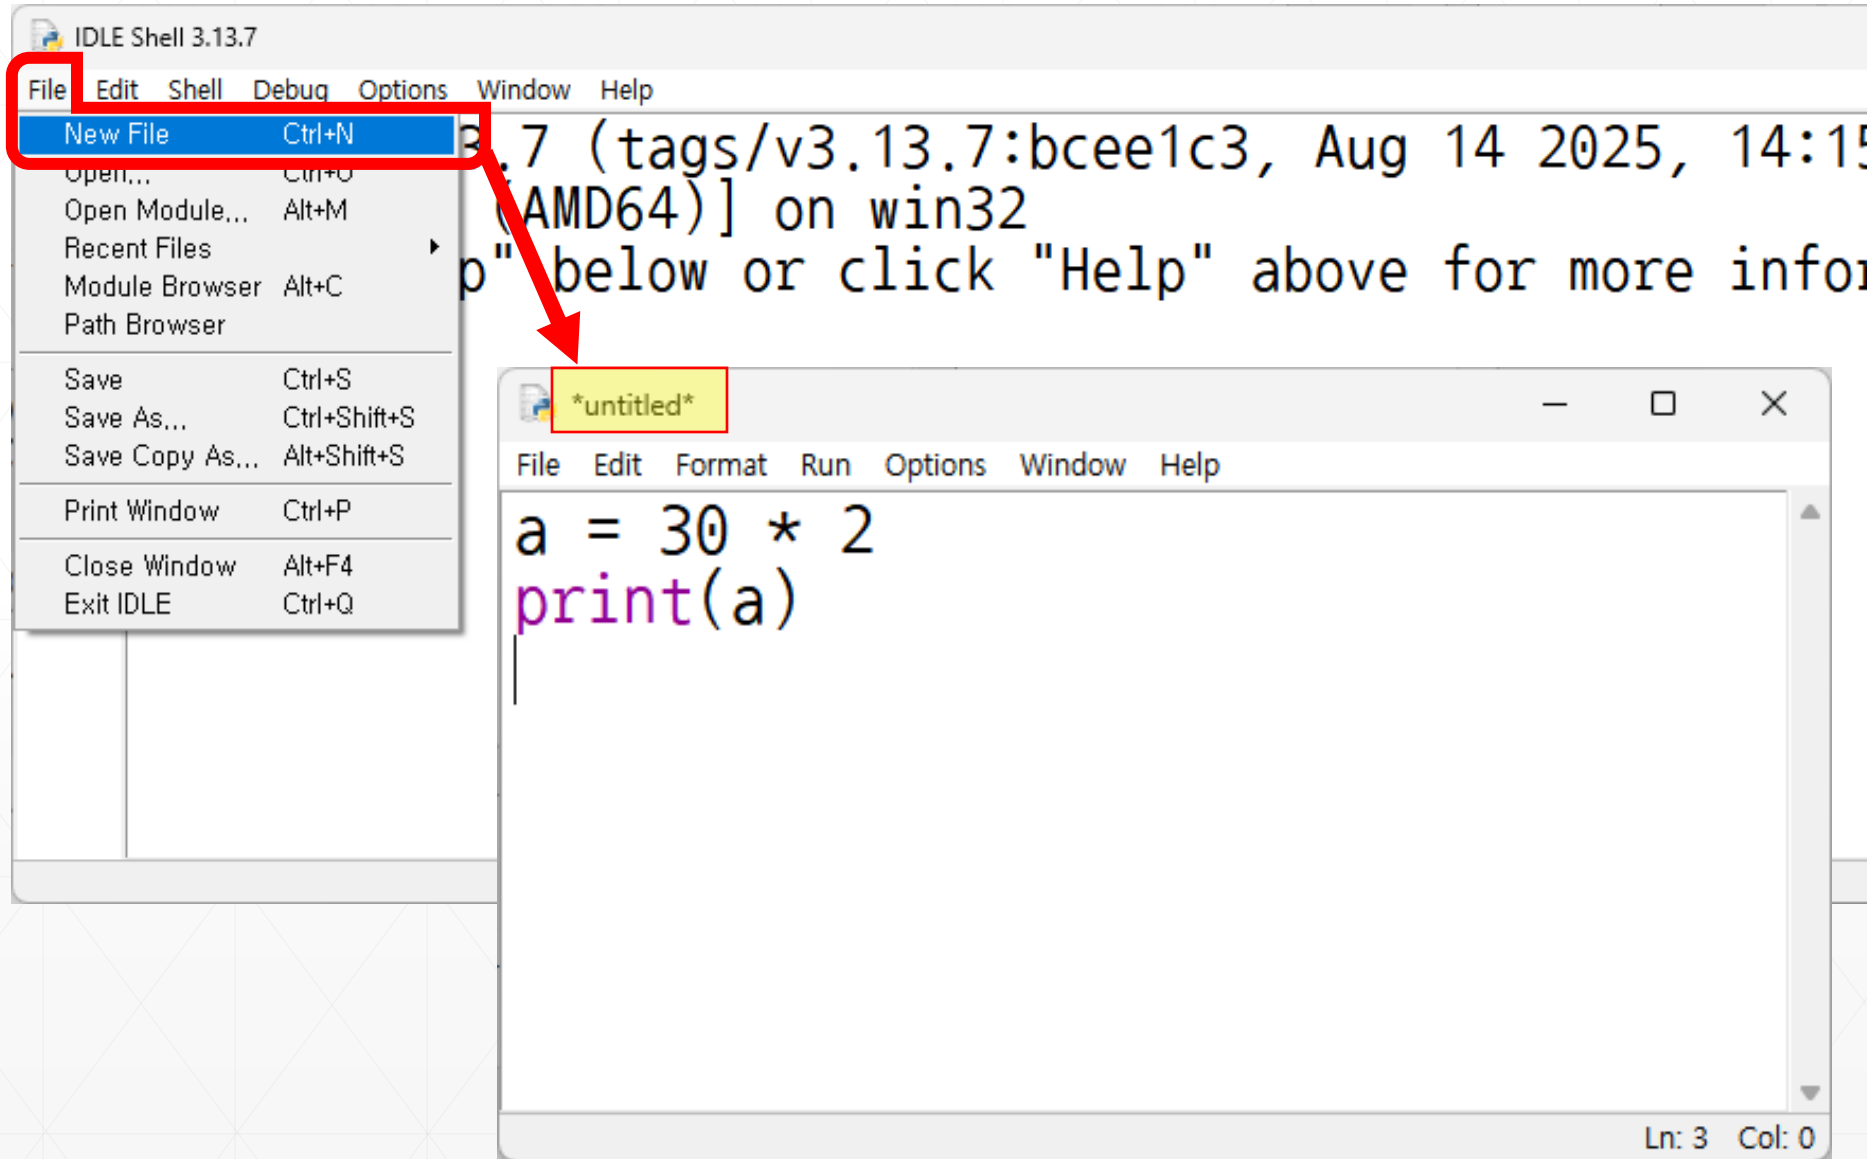 IDLE Shell 3.13.7
File Edit Shell Debug Options Window Help
New File Ctrl+N
Open... Ctrl+O
Open Module... Alt+M
Recent Files
Module Browser Alt+C
Path Browser
Save Ctrl+S
Save As... Ctrl+Shift+S
Save Copy As... Alt+Shift+S
Print Window Ctrl+P
Close Window Alt+F4
Exit IDLE Ctrl+Q
3.7 (tags/v3.13.7:bcee1c3, Aug 14 2025, 14:15
(AMD64)] on win32
p" below or click "Help" above for more infor
*untitled*
File Edit Format Run Options Window Help
a = 30 * 2
print(a)
Ln: 3 Col: 0